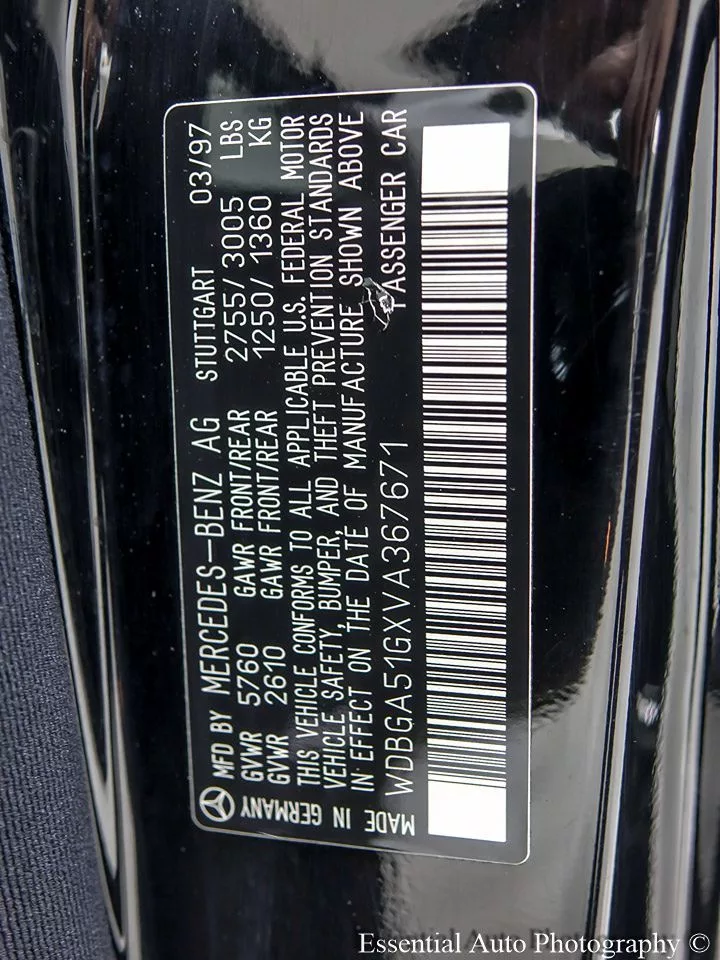 MFD BY MERCEDES-BENZ AG STUTTGART 03/97
GVWR 5760 GAWR FRONT/REAR 2755/3005 LBS
GVWR 2610 GAWR FRONT/REAR 1250/1360 KG
THIS VEHICLE CONFORMS TO ALL APPLICABLE U.S. FEDERAL MOTOR
VEHICLE SAFETY, BUMPER, AND THEFT PREVENTION STANDARDS
IN EFFECT ON THE DATE OF MANUFACTURE SHOWN ABOVE
WDBGA51GXVA367671 PASSENGER CAR
MADE IN GERMANY
Essential Auto Photography ©